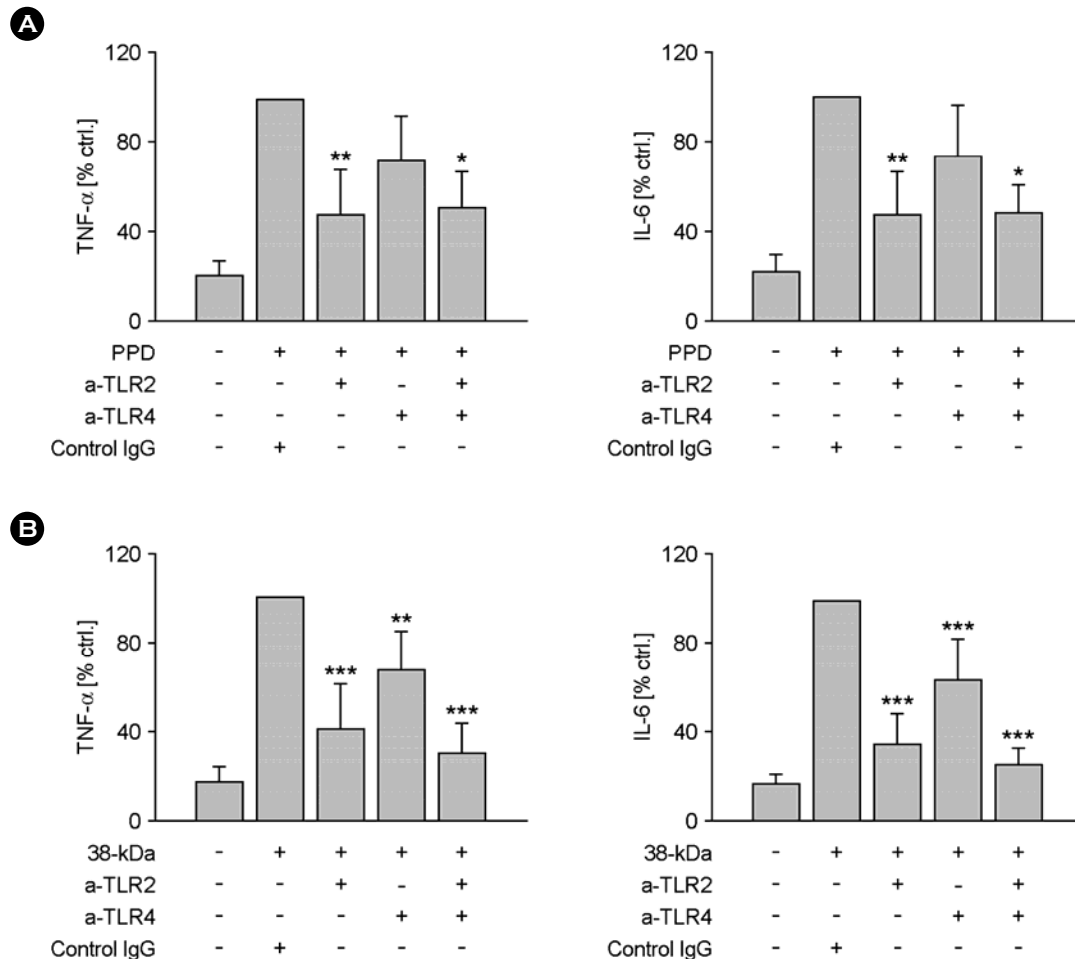 A
TNF-α [% ctrl.]
120
80
40
0
** *
PPD - + + + +
a-TLR2 - - + - +
a-TLR4 - - - + +
Control IgG - + - - -
IL-6 [% ctrl.]
120
80
40
0
** *
PPD - + + + +
a-TLR2 - - + - +
a-TLR4 - - - + +
Control IgG - + - - -
B
TNF-α [% ctrl.]
120
80
40
0
*** ** ***
38-kDa - + + + +
a-TLR2 - - + - +
a-TLR4 - - - + +
Control IgG - + - - -
IL-6 [% ctrl.]
120
80
40
0
*** *** ***
38-kDa - + + + +
a-TLR2 - - + - +
a-TLR4 - - - + +
Control IgG - + - - -